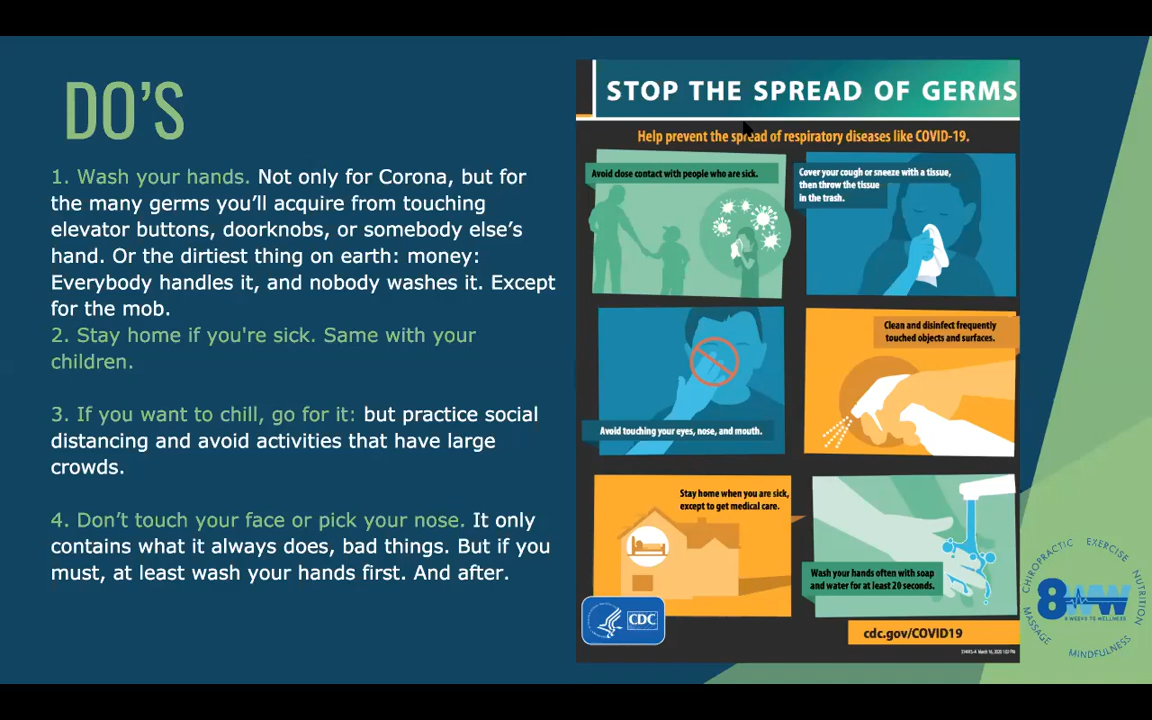 DO'S
1. Wash your hands. Not only for Corona, but for
the many germs you'll acquire from touching
elevator buttons, doorknobs, or somebody else's
hand. Or the dirtiest thing on earth: money:
Everybody handles it, and nobody washes it. Except
for the mob.
2. Stay home if you're sick. Same with your
children.
3. If you want to chill, go for it: but practice social
distancing and avoid activities that have large
crowds.
4. Don't touch your face or pick your nose. It only
contains what it always does, bad things. But if you
must, at least wash your hands first. And after.
STOP THE SPREAD OF GERMS
Help prevent the spread of respiratory diseases like COVID-19.
Avoid close contact with people who are sick.
Cover your cough or sneeze with a tissue,
then throw the tissue
in the trash.
Avoid touching your eyes, nose, and mouth.
Clean and disinfect frequently
touched objects and surfaces.
Stay home when you are sick,
except to get medical care.
Wash your hands often with soap
and water for at least 20 seconds.
CDC
cdc.gov/COVID19
CHIROPRACTIC EXERCISE NUTRITION MINDFULNESS MASSAGE
8WW
8 WEEKS TO WELLNESS